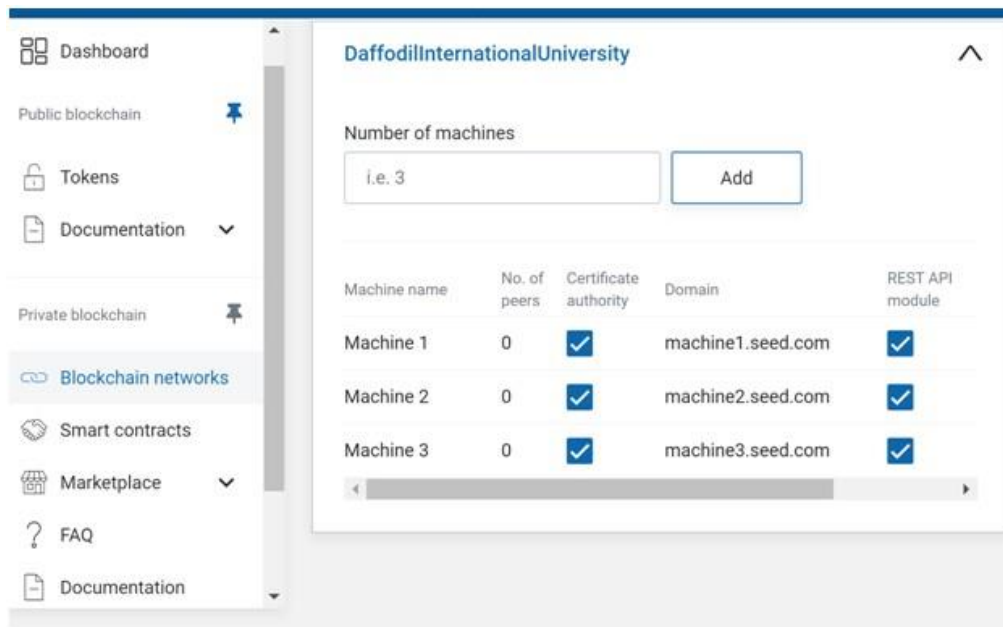 Dashboard
Public blockchain
Tokens
Documentation
Private blockchain
Blockchain networks
Smart contracts
Marketplace
FAQ
Documentation
DaffodilInternationalUniversity
Number of machines
i.e. 3
Add
Machine name No. of peers Certificate authority Domain REST API module
Machine 1 0 machine1.seed.com
Machine 2 0 machine2.seed.com
Machine 3 0 machine3.seed.com